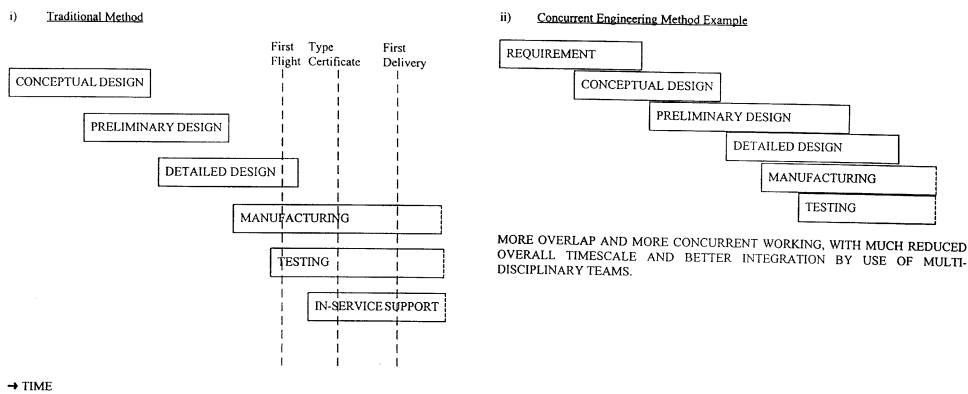 i) Traditional Method
First Type First
Flight Certificate Delivery
CONCEPTUAL DESIGN
PRELIMINARY DESIGN
DETAILED DESIGN
MANUFACTURING
TESTING
IN-SERVICE SUPPORT
→ TIME
ii) Concurrent Engineering Method Example
REQUIREMENT
CONCEPTUAL DESIGN
PRELIMINARY DESIGN
DETAILED DESIGN
MANUFACTURING
TESTING
MORE OVERLAP AND MORE CONCURRENT WORKING, WITH MUCH REDUCED
OVERALL TIMESCALE AND BETTER INTEGRATION BY USE OF MULTI-
DISCIPLINARY TEAMS.